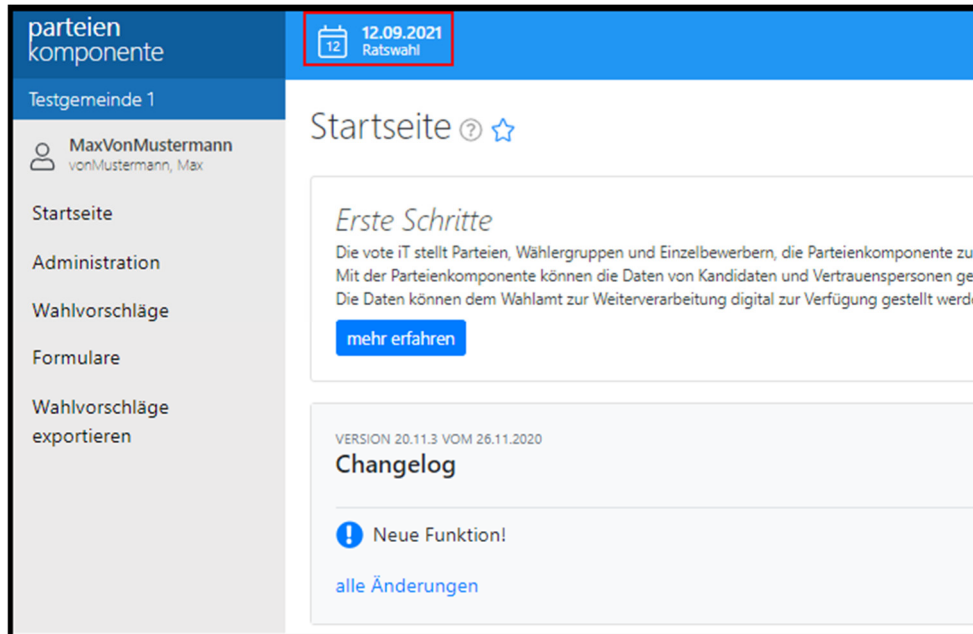 parteien
komponente
12
12.09.2021
Ratswahl
Testgemeinde 1
MaxVonMustermann
vonMustermann, Max
Startseite
Administration
Wahlvorschläge
Formulare
Wahlvorschläge
exportieren
Startseite ?
Erste Schritte
Die vote iT stellt Parteien, Wählergruppen und Einzelbewerbern, die Parteienkomponente zu
Mit der Parteienkomponente können die Daten von Kandidaten und Vertrauenspersonen ge
Die Daten können dem Wahlamt zur Weiterverarbeitung digital zur Verfügung gestellt werd
mehr erfahren
VERSION 20.11.3 VOM 26.11.2020
Changelog
! Neue Funktion!
alle Änderungen